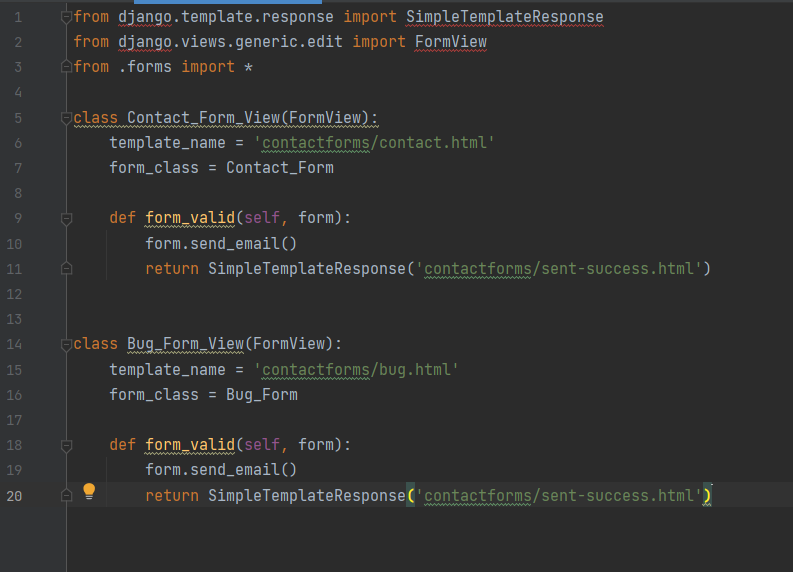 1 from django.template.response import SimpleTemplateResponse
2 from django.views.generic.edit import FormView
3 from .forms import *
4
5 class Contact_Form_View(FormView):
6     template_name = 'contactforms/contact.html'
7     form_class = Contact_Form
8
9     def form_valid(self, form):
10         form.send_email()
11         return SimpleTemplateResponse('contactforms/sent-success.html')
12
13
14 class Bug_Form_View(FormView):
15     template_name = 'contactforms/bug.html'
16     form_class = Bug_Form
17
18     def form_valid(self, form):
19         form.send_email()
20         return SimpleTemplateResponse('contactforms/sent-success.html')